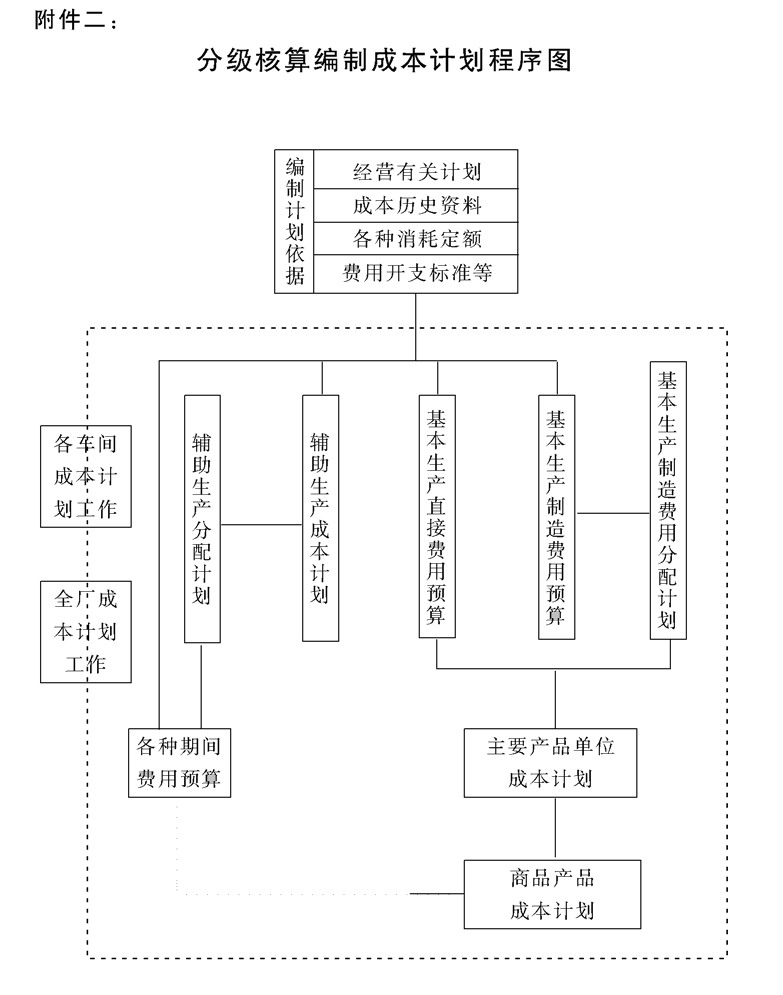 附件二：
分级核算编制成本计划程序图
编制计划依据
经营有关计划
成本历史资料
各种消耗定额
费用开支标准等
各车间
成本计
划工作
全厂成
本计划
工作
辅助生产分配计划
辅助生产成本计划
基本生产直接费用预算
基本生产制造费用预算
基本生产制造费用分配计划
各种期间
费用预算
主要产品单位
成本计划
商品产品
成本计划